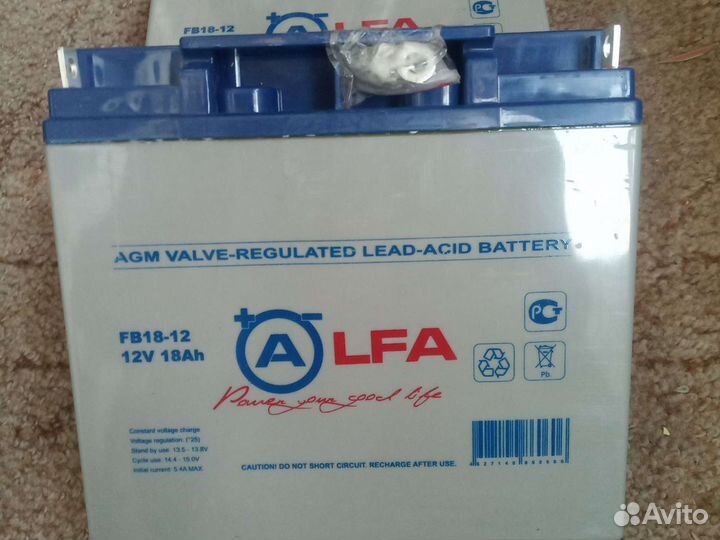 FB18-12
AGM VALVE-REGULATED LEAD-ACID BATTERY
FB18-12
12V 18Ah
+ -
ALFA
Power your good life
Pb
Constant voltage charge
Voltage regulation: (°25)
Stand by use: 13.5 - 13.8V
Cycle use: 14.4 - 15.0V
Initial current: 5.4A MAX.
CAUTION! DO NOT SHORT CIRCUIT. RECHARGE AFTER USE.
Avito